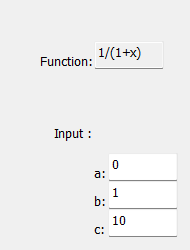 Function: 1/(1+x)
Input :
a: 0
b: 1
c: 10